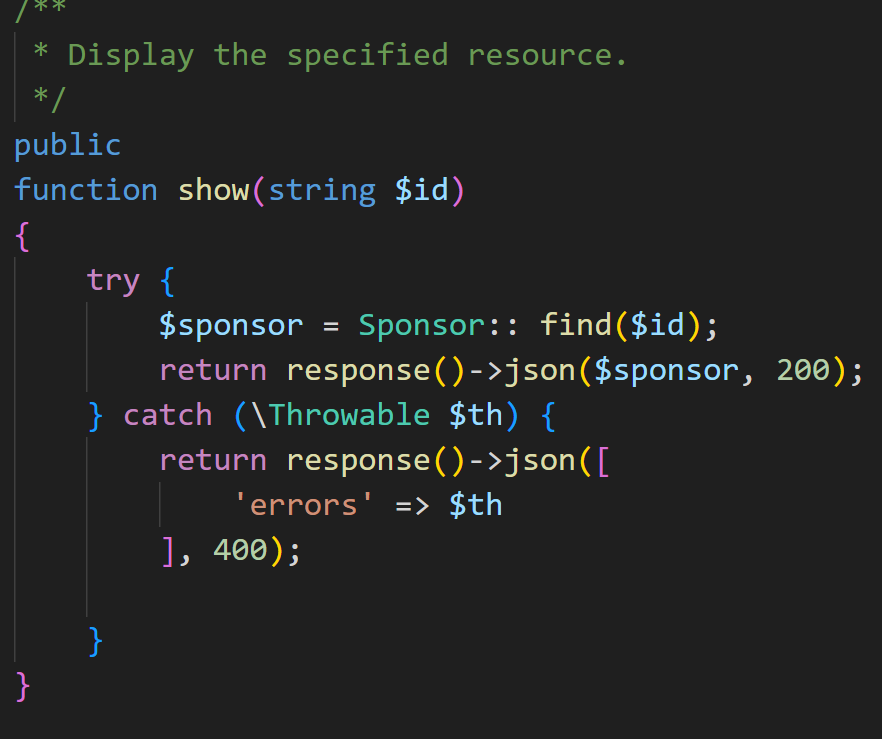 /**
 * Display the specified resource.
 */
public
function show(string $id)
{
    try {
        $sponsor = Sponsor:: find($id);
        return response()->json($sponsor, 200);
    } catch (\Throwable $th) {
        return response()->json([
            'errors' => $th
        ], 400);
    }
}